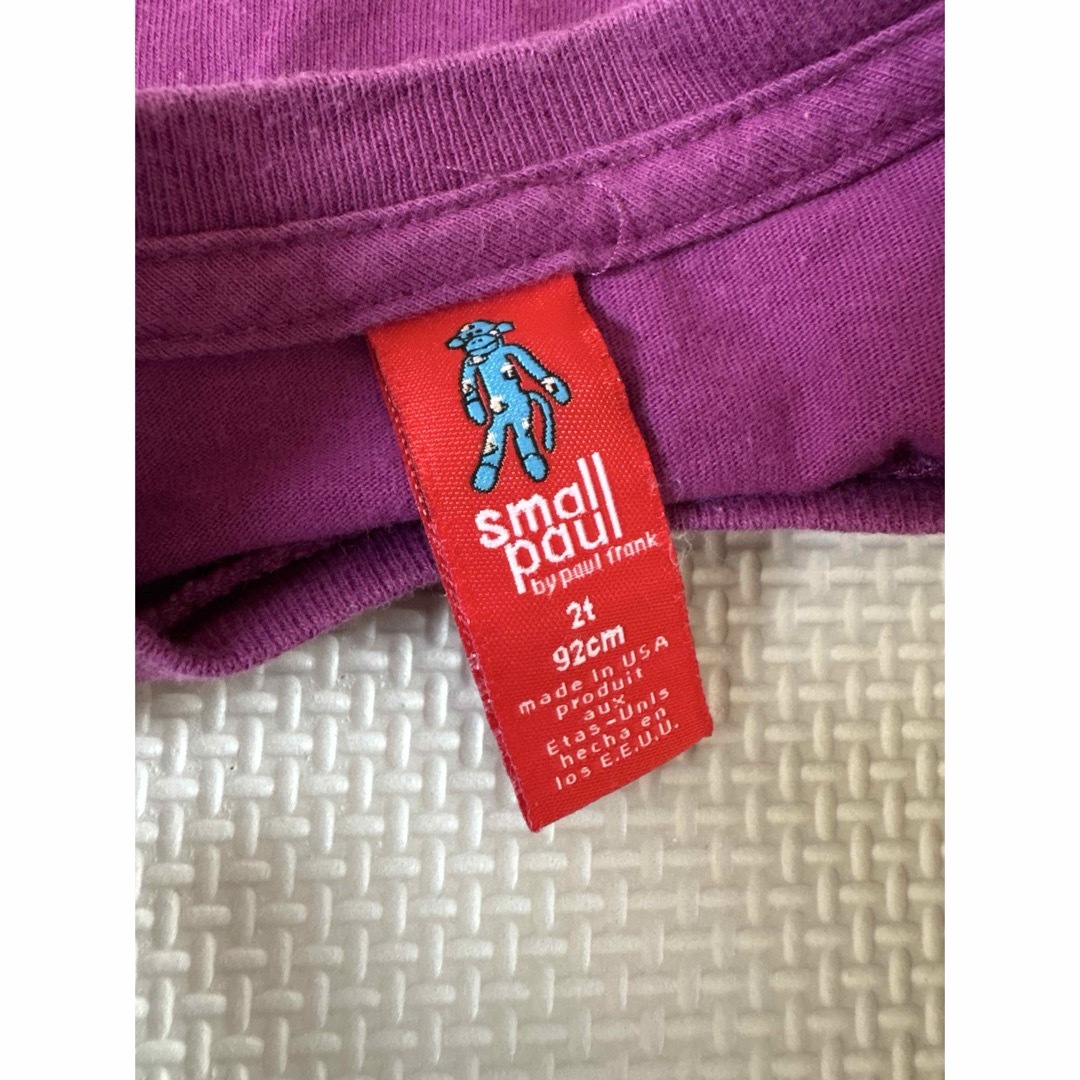 small
paul
by paul frank
2t
92cm
made in USA
produit
aux
Etas-Unis
hecha en
los E.E.U.U.